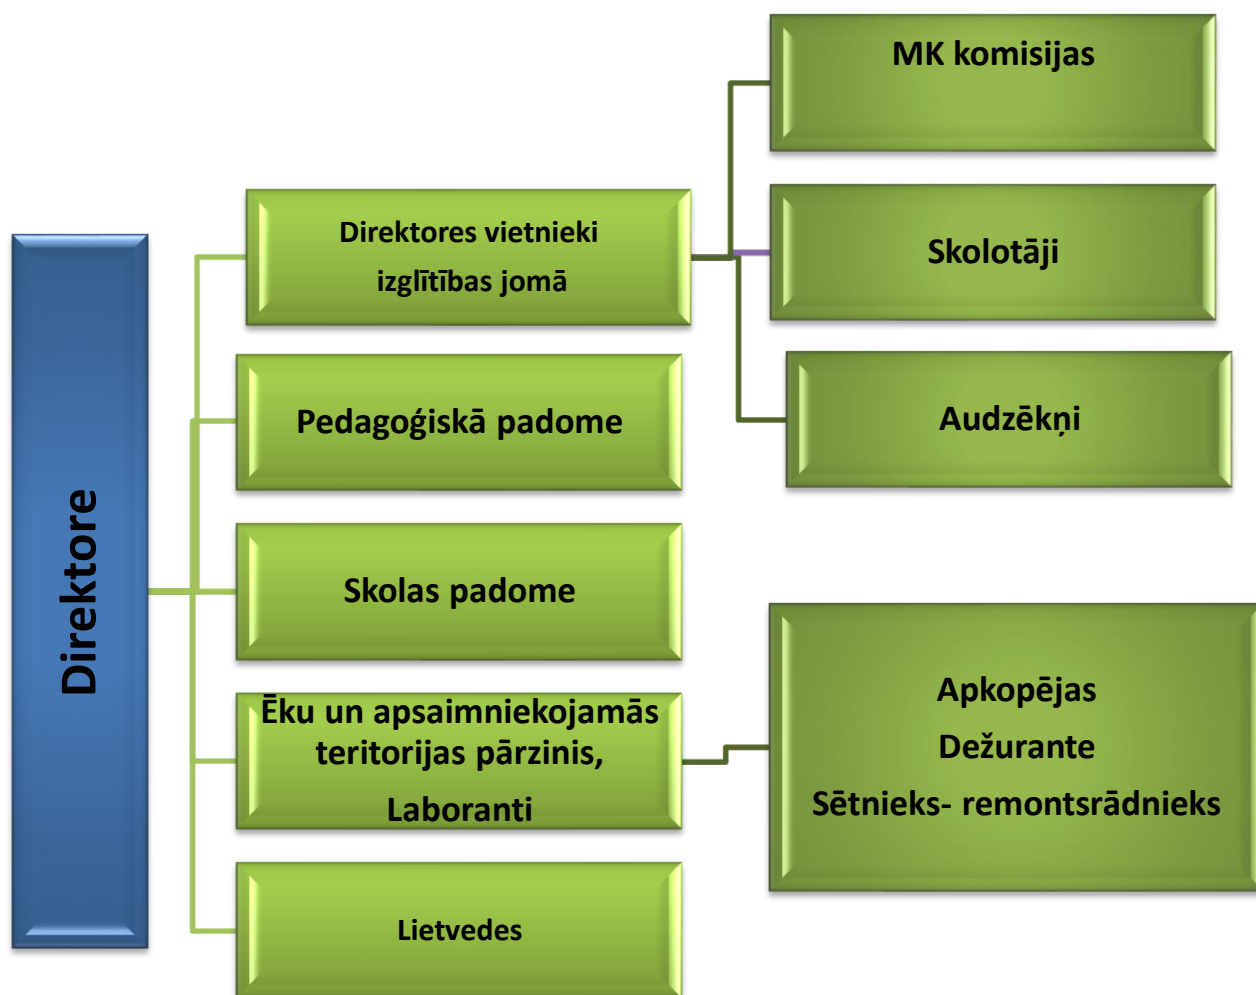 Direktore
Direktores vietnieki
izglītības jomā
Pedagoģiskā padome
Skolas padome
Ēku un apsaimniekojamās
teritorijas pārzinis,
Laboranti
Lietvedes
MK komisijas
Skolotāji
Audzēkņi
Apkopējas
Dežurante
Sētnieks- remontsrādnieks